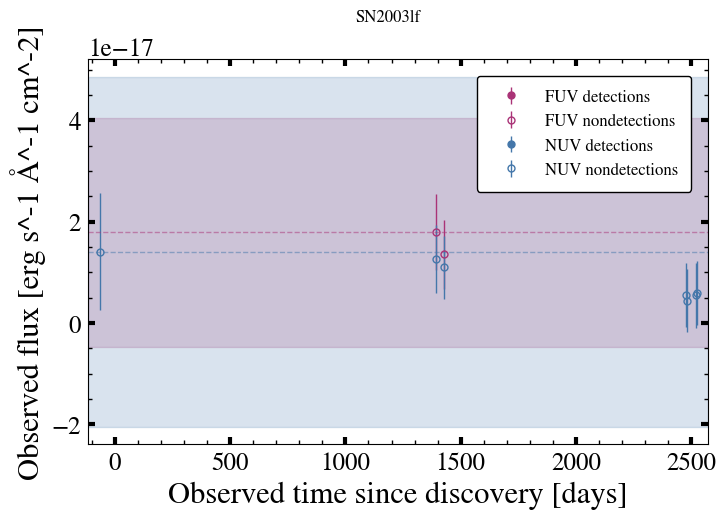 SN2003lf
1e−17
Observed flux [erg s^-1 Å^-1 cm^-2]
4
2
0
−2
FUV detections
FUV nondetections
NUV detections
NUV nondetections
0 500 1000 1500 2000 2500
Observed time since discovery [days]